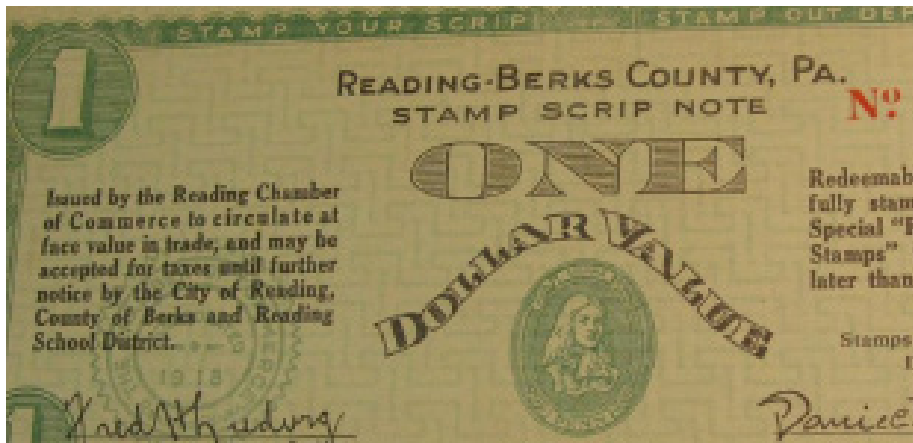 STAMP YOUR SCRIP
STAMP OUT
1
READING-BERKS COUNTY, PA.
STAMP SCRIP NOTE
Nº
ONE
DOLLAR VALUE
Issued by the Reading Chamber
of Commerce to circulate at
face value in trade, and may be
accepted for taxes until further
notice by the City of Reading,
County of Berks and Reading
School District.
fully
Special
Stamps"
later than
Stamps
1918
Fred
Daniel